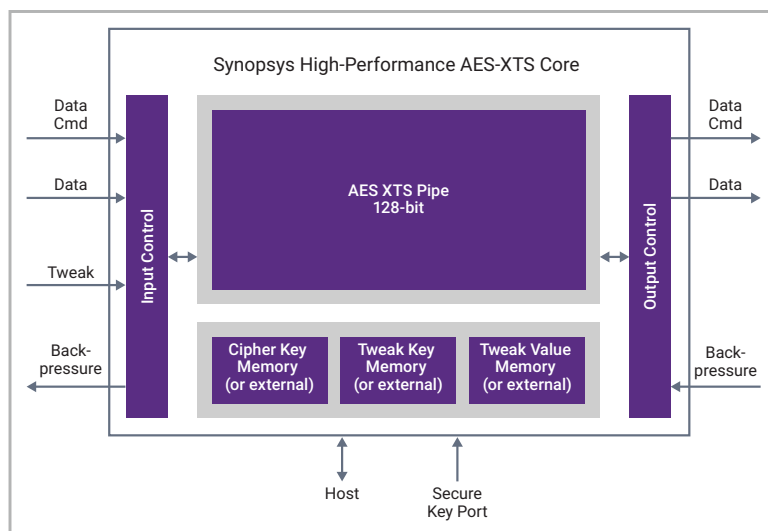 Synopsys High-Performance AES-XTS Core
Data
Cmd
Data
Tweak
Back-
pressure
Input Control
AES XTS Pipe
128-bit
Cipher Key
Memory
(or external)
Tweak Key
Memory
(or external)
Tweak Value
Memory
(or external)
Output Control
Data
Cmd
Data
Back-
pressure
Host
Secure
Key Port